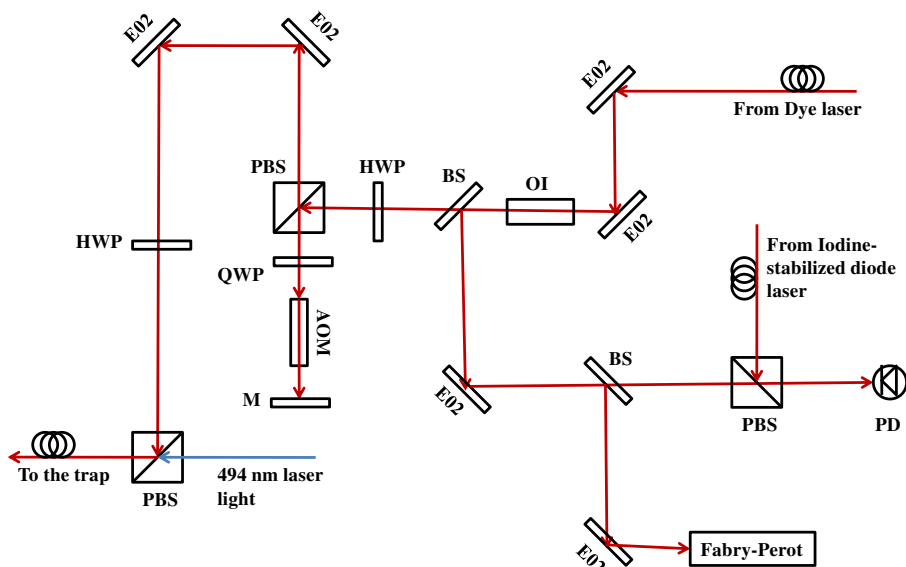 E02
E02
E02
From Dye laser
PBS
HWP
BS
OI
E02
HWP
From Iodine-
stabilized diode
laser
QWP
AOM
BS
M
E02
PBS
PD
To the trap
494 nm laser
light
PBS
E02
Fabry-Perot